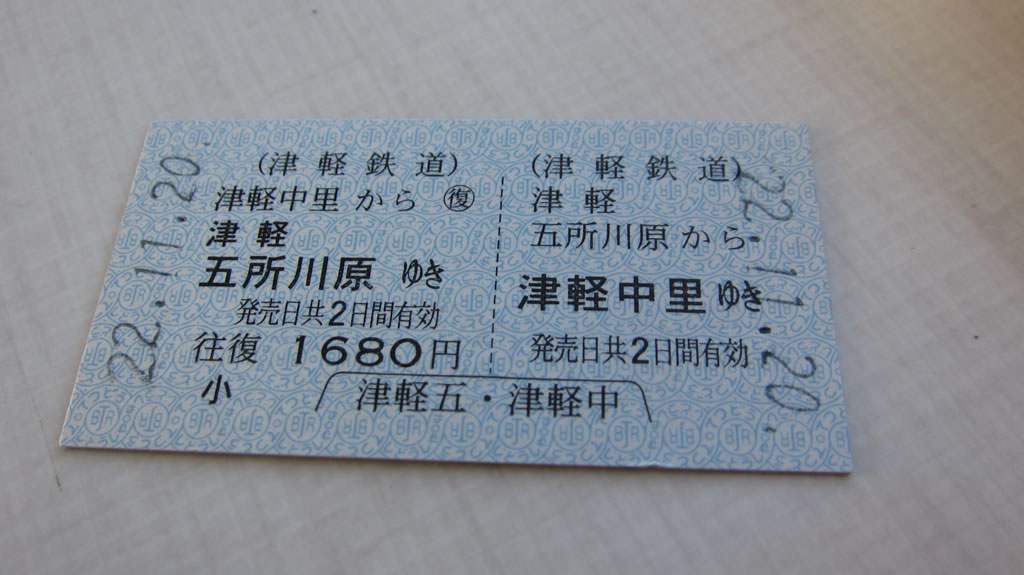 22.11.20
(津軽鉄道)
津軽中里から ㊝復
津軽
五所川原 ゆき
発売日共2日間有効
往復 1680円
小
(津軽鉄道)
津軽
五所川原から
津軽中里ゆき
発売日共2日間有効
津軽五・津軽中
22.11.20.